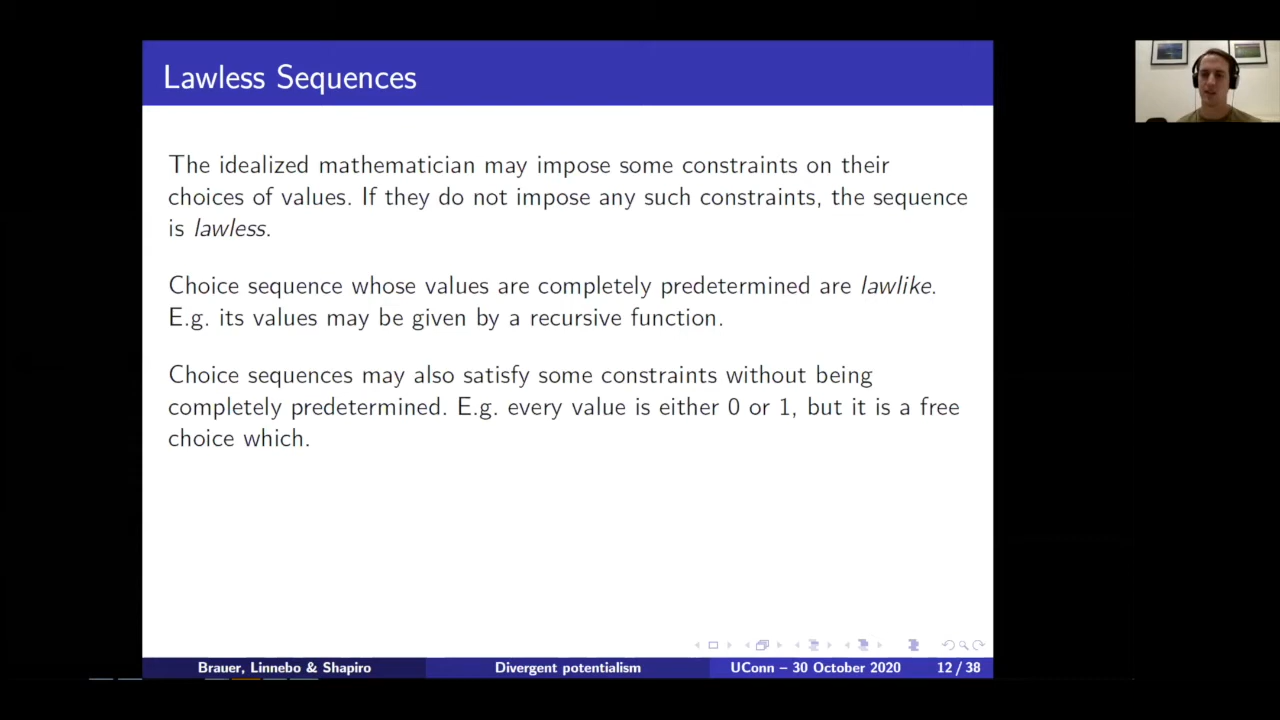 Lawless Sequences
The idealized mathematician may impose some constraints on their
choices of values. If they do not impose any such constraints, the sequence
is lawless.
Choice sequence whose values are completely predetermined are lawlike.
E.g. its values may be given by a recursive function.
Choice sequences may also satisfy some constraints without being
completely predetermined. E.g. every value is either 0 or 1, but it is a free
choice which.
Brauer, Linnebo & Shapiro
Divergent potentialism
UConn – 30 October 2020
12 / 38